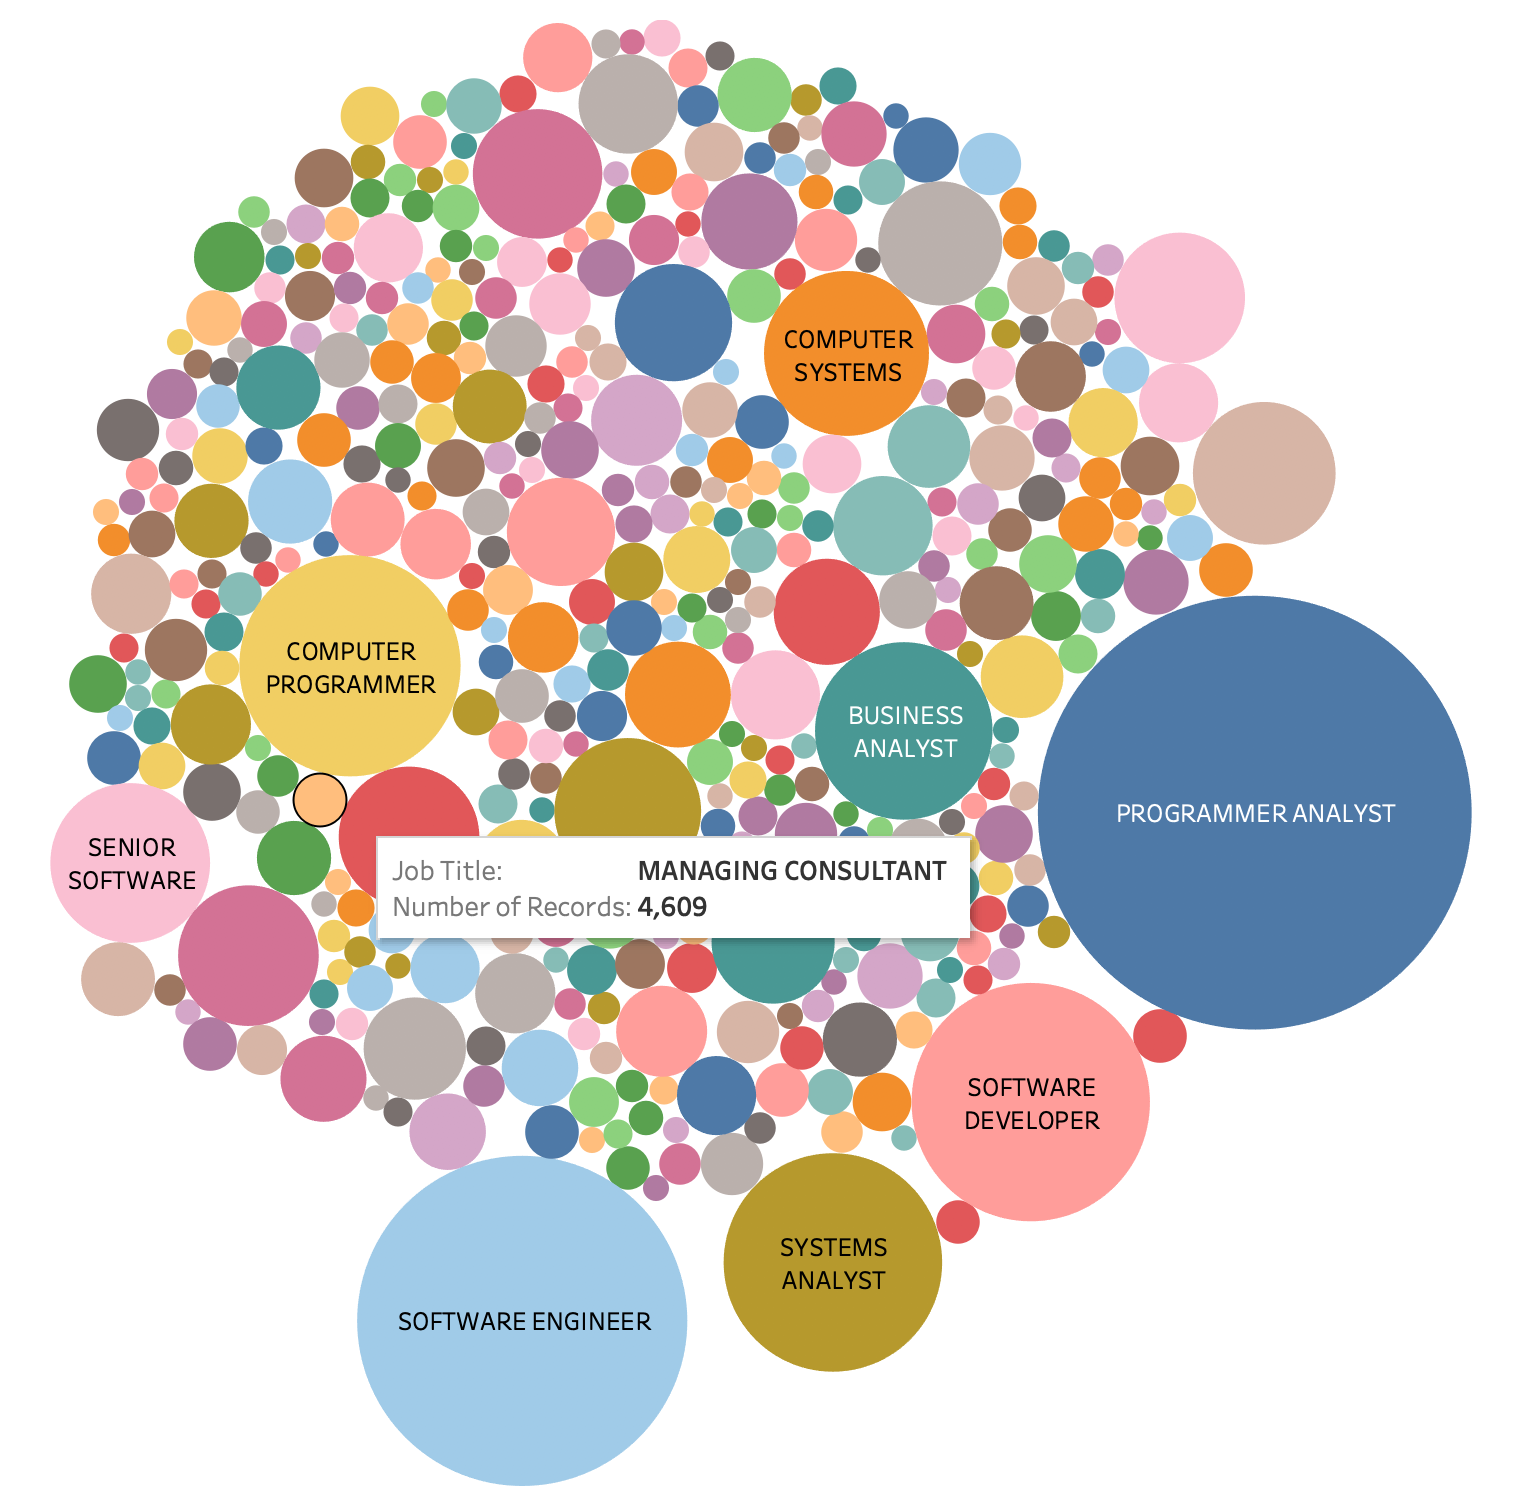 COMPUTER
SYSTEMS
COMPUTER
PROGRAMMER
BUSINESS
ANALYST
PROGRAMMER ANALYST
SENIOR
SOFTWARE
Job Title: MANAGING CONSULTANT
Number of Records: 4,609
SOFTWARE
DEVELOPER
SYSTEMS
ANALYST
SOFTWARE ENGINEER